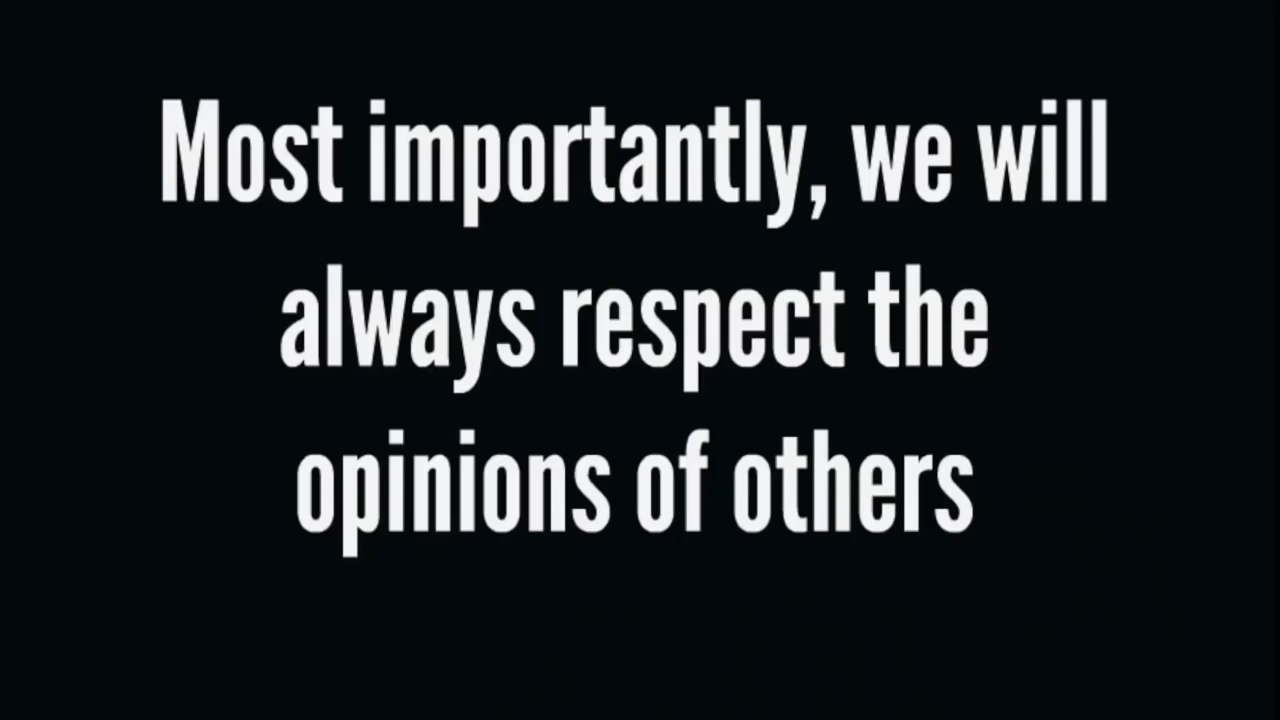 Most importantly, we will
always respect the
opinions of others